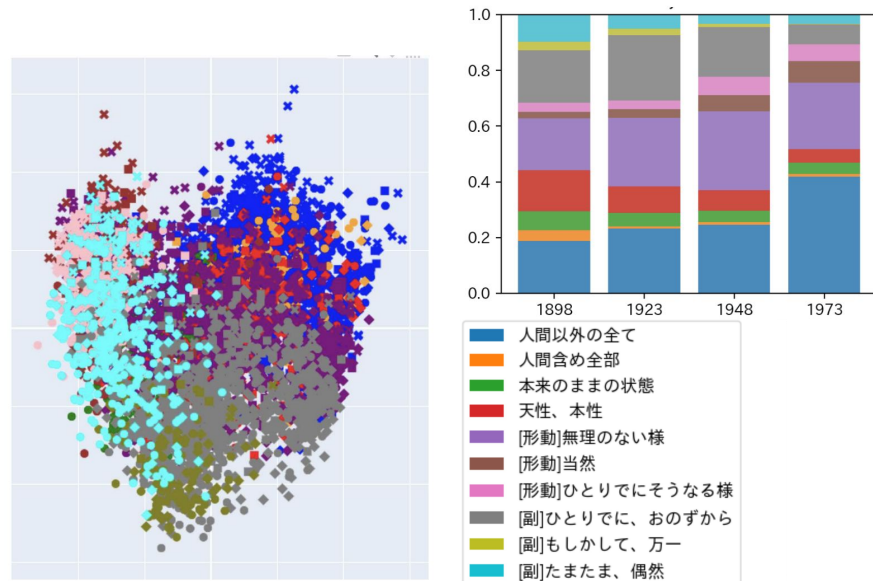 1.0
0.8
0.6
0.4
0.2
0.0
1898 1923 1948 1973
人間以外の全て
人間含め全部
本来のままの状態
天性、本性
[形動]無理のない様
[形動]当然
[形動]ひとりでにそうなる様
[副]ひとりでに、おのずから
[副]もしかして、万一
[副]たまたま、偶然